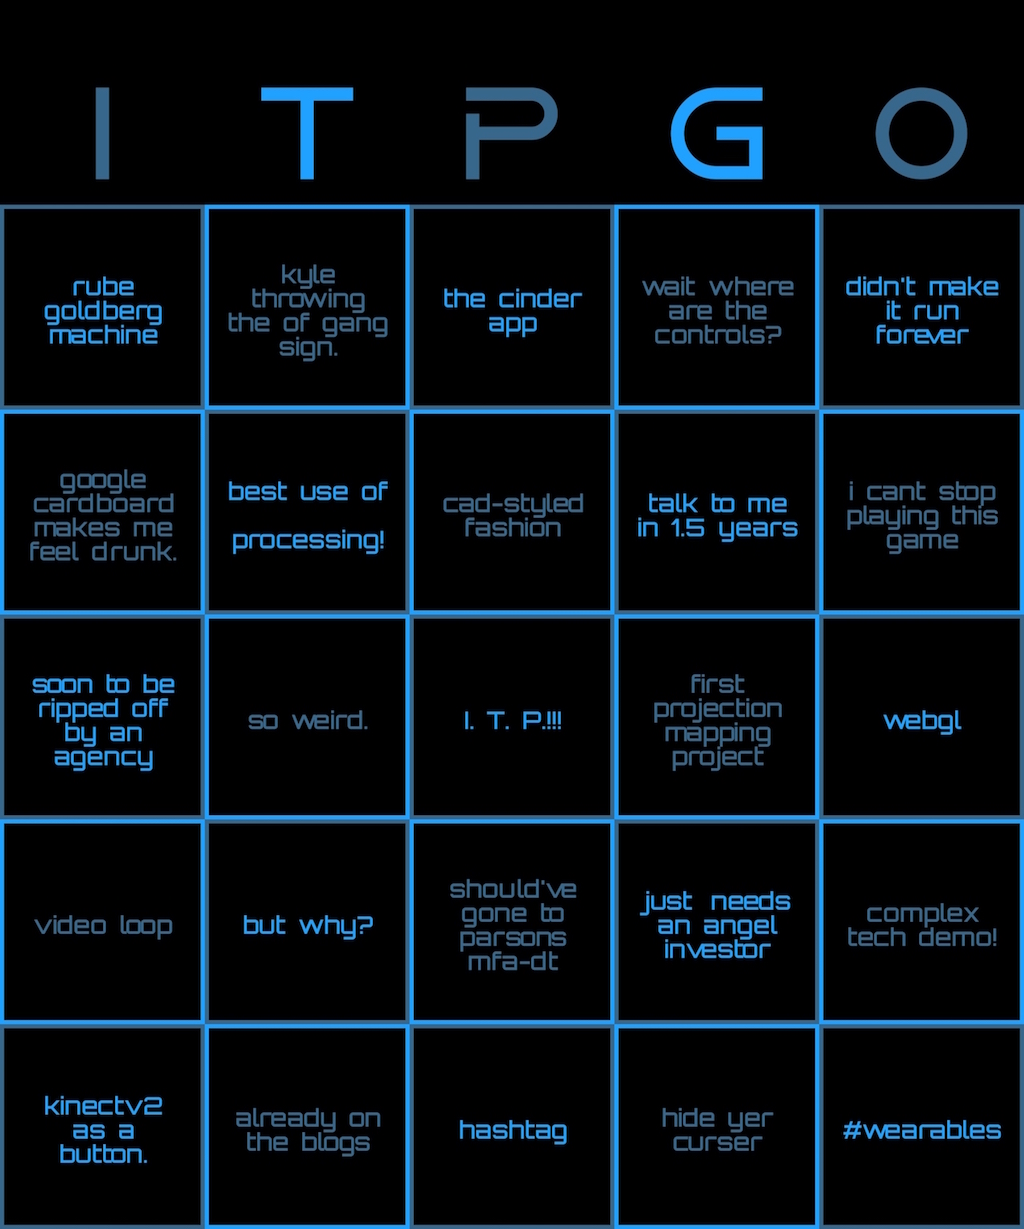 I T P G O
rube
goldberg
machine
kyle
throwing
the of gang
sign.
the cinder
app
wait where
are the
controls?
didn't make
it run
forever
google
cardboard
makes me
feel drunk.
best use of
processing!
cad-styled
fashion
talk to me
in 1.5 years
i cant stop
playing this
game
soon to be
ripped off
by an
agency
so weird.
I. T. P.!!!
first
projection
mapping
project
webgl
video loop
but why?
should've
gone to
parsons
mfa-dt
just needs
an angel
investor
complex
tech demo!
kinectv2
as a
button.
already on
the blogs
hashtag
hide yer
curser
#wearables